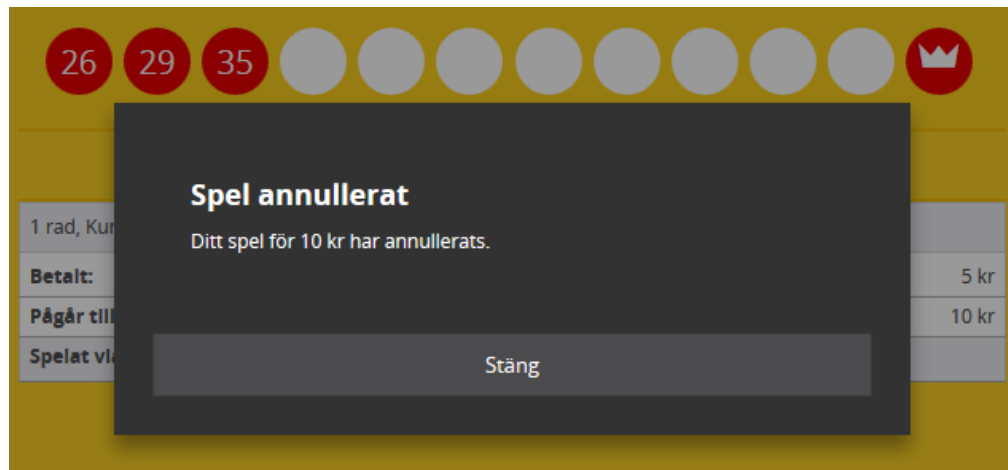 26 29 35
Spel annullerat
1 rad, Kun
Ditt spel för 10 kr har annullerats.
Betalt: 5 kr
Pågår till 10 kr
Spelat via
Stäng